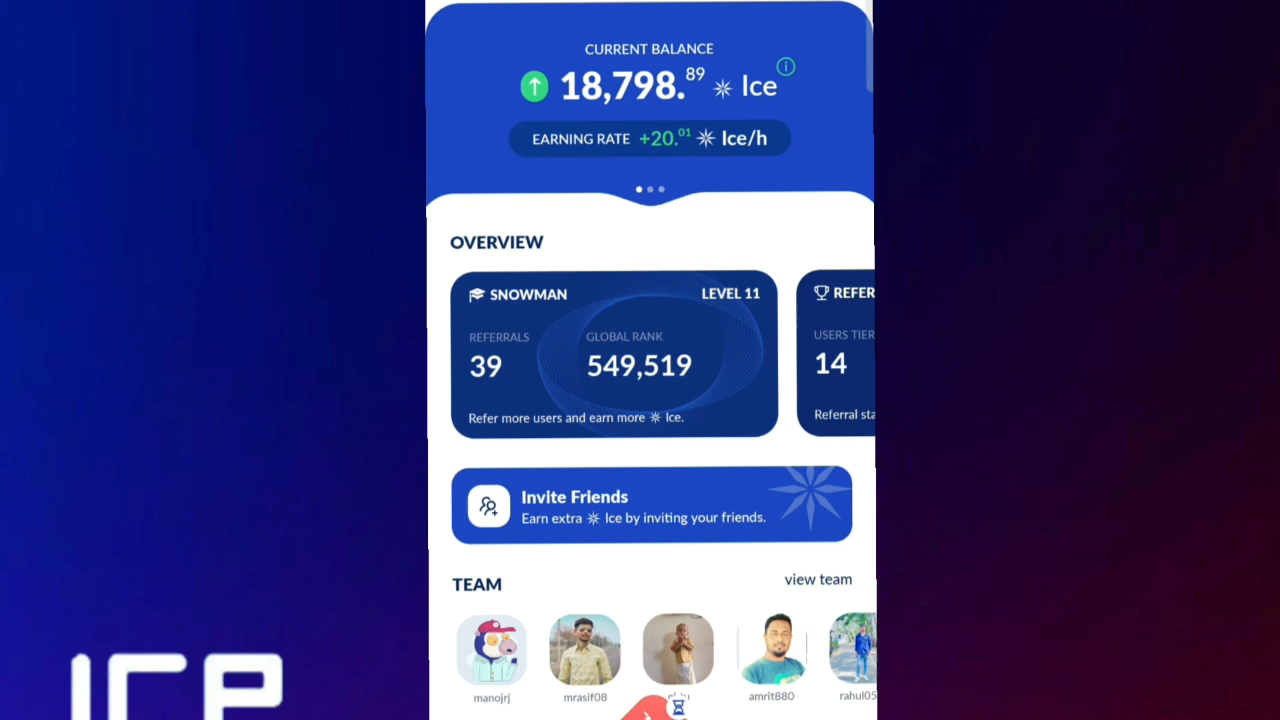 CURRENT BALANCE
18,798.89 Ice
EARNING RATE +20.01 Ice/h
OVERVIEW
SNOWMAN LEVEL 11
REFERRALS GLOBAL RANK
39 549,519
Refer more users and earn more Ice.
REFER
USERS TIER
14
Referral sta
Invite Friends
Earn extra Ice by inviting your friends.
TEAM view team
manojrj mrasif08 amrit880 rahul05